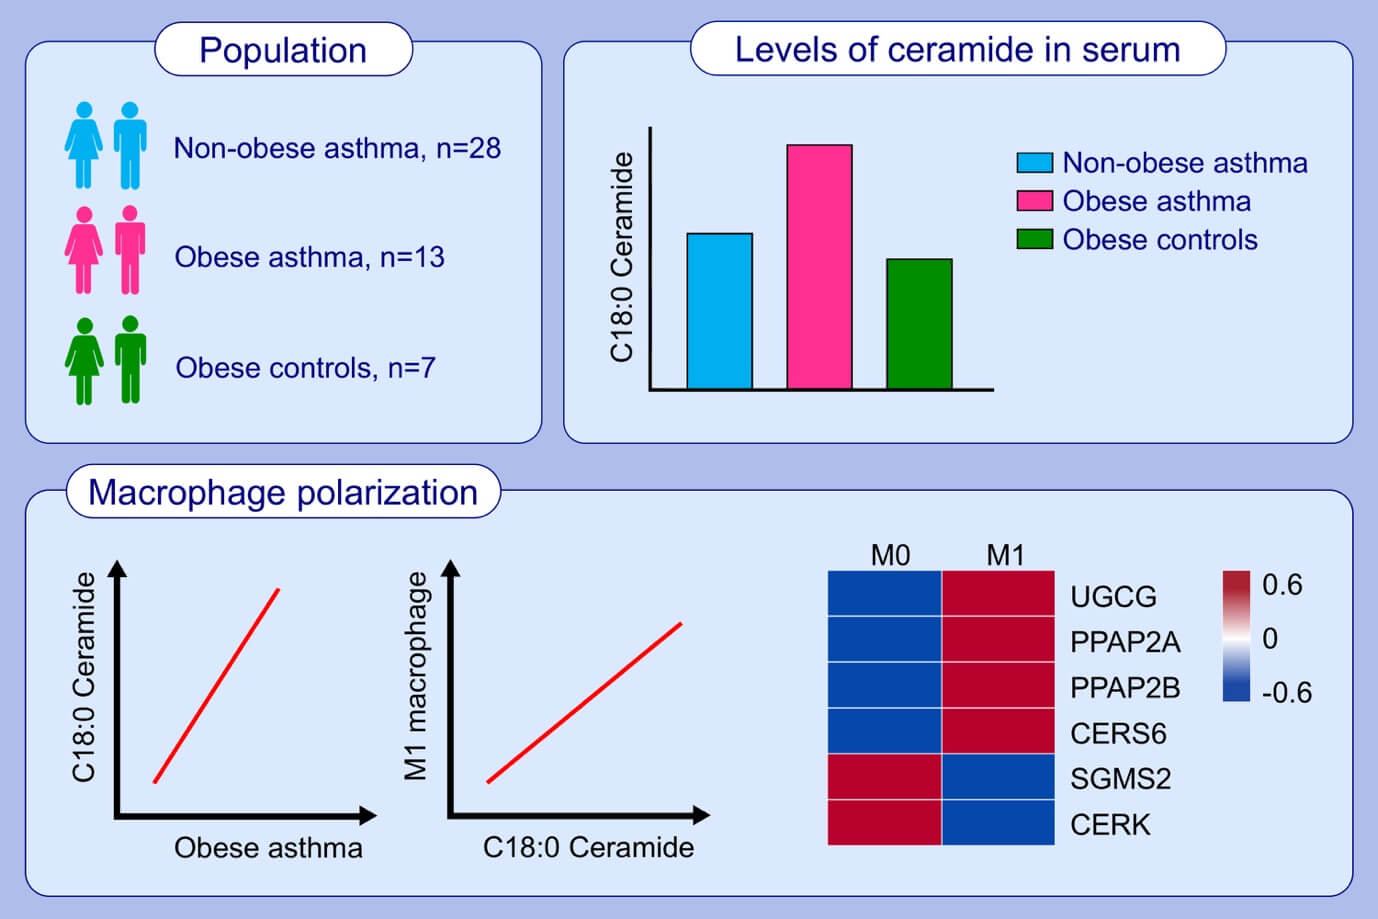 Population
Non-obese asthma, n=28
Obese asthma, n=13
Obese controls, n=7
Levels of ceramide in serum
C18:0 Ceramide
Non-obese asthma
Obese asthma
Obese controls
Macrophage polarization
C18:0 Ceramide
Obese asthma
M1 macrophage
C18:0 Ceramide
M0 M1
UGCG
PPAP2A
PPAP2B
CERS6
SGMS2
CERK
0.6
0
-0.6